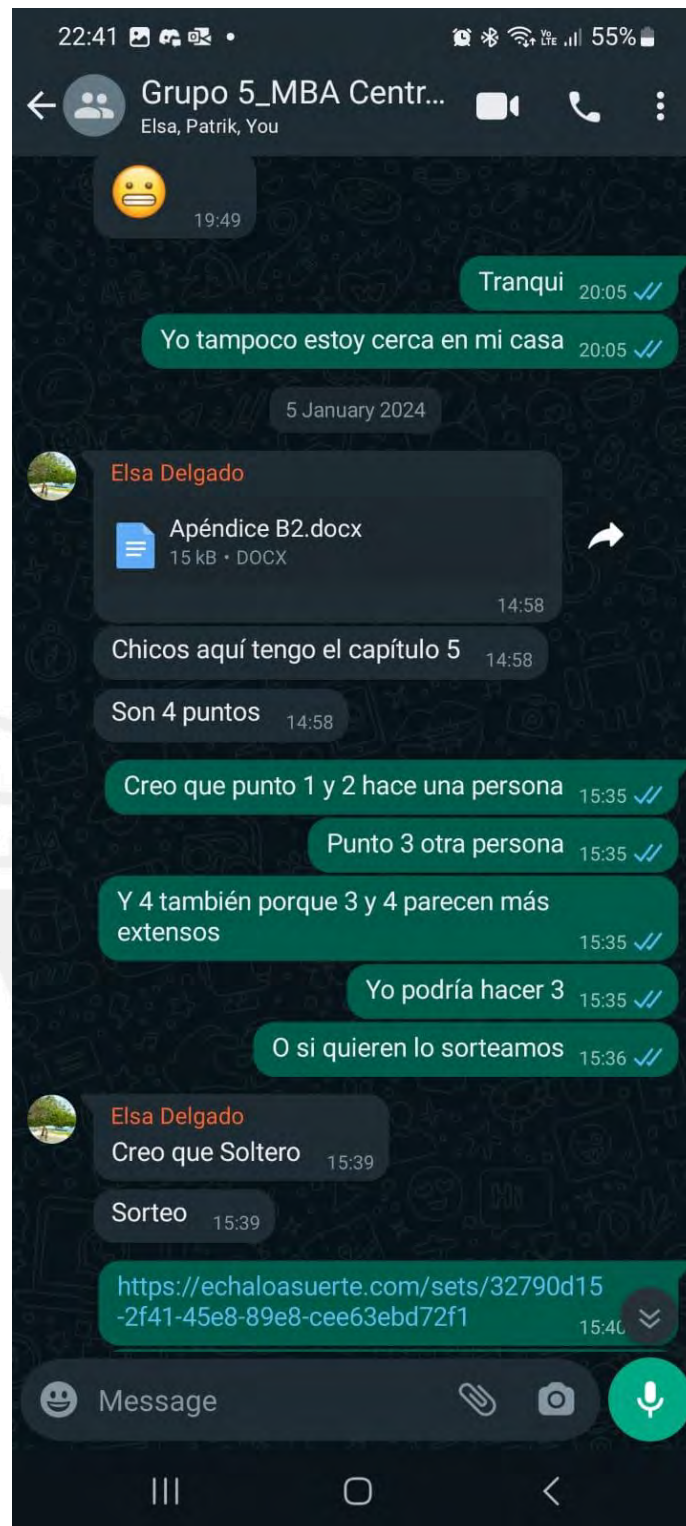 22:41
Vo
LTE
55%
Grupo 5_MBA Centr...
Elsa, Patrik, You
19:49
Tranqui 20:05
Yo tampoco estoy cerca en mi casa 20:05
5 January 2024
Elsa Delgado
Apéndice B2.docx
15 kB • DOCX
14:58
Chicos aquí tengo el capítulo 5 14:58
Son 4 puntos 14:58
Creo que punto 1 y 2 hace una persona 15:35
Punto 3 otra persona 15:35
Y 4 también porque 3 y 4 parecen más
extensos 15:35
Yo podría hacer 3 15:35
O si quieren lo sorteamos 15:36
Elsa Delgado
Creo que Soltero 15:39
Sorteo 15:39
https://echaloasuerte.com/sets/32790d15
-2f41-45e8-89e8-cee63ebd72f1 15:40
Message